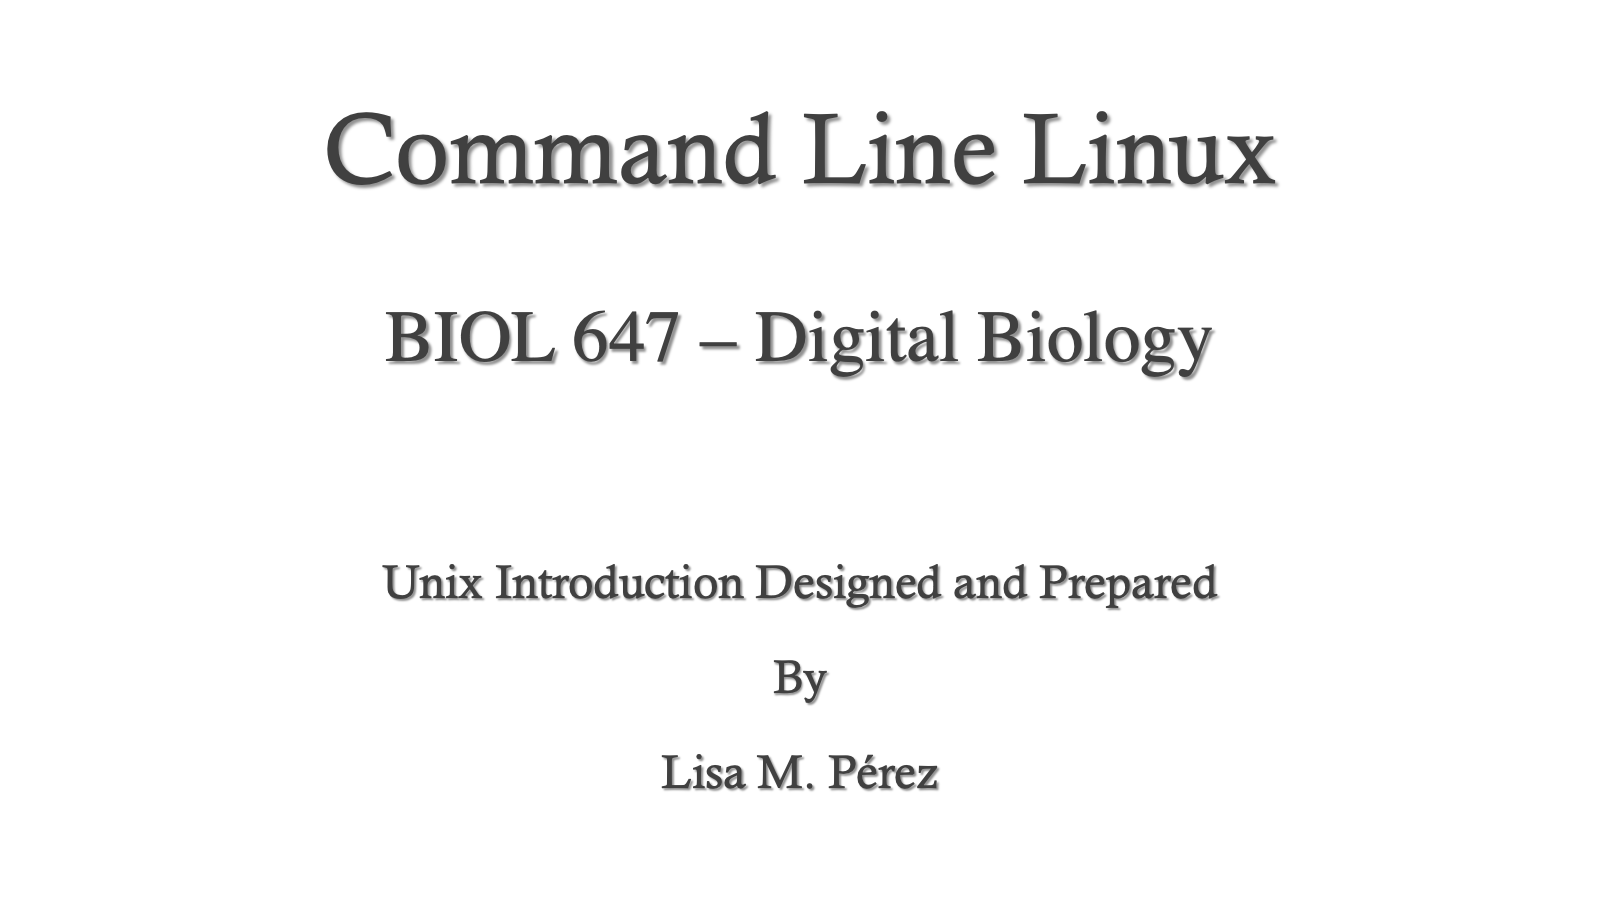 Command Line Linux
BIOL 647 – Digital Biology
Unix Introduction Designed and Prepared
By
Lisa M. Pérez